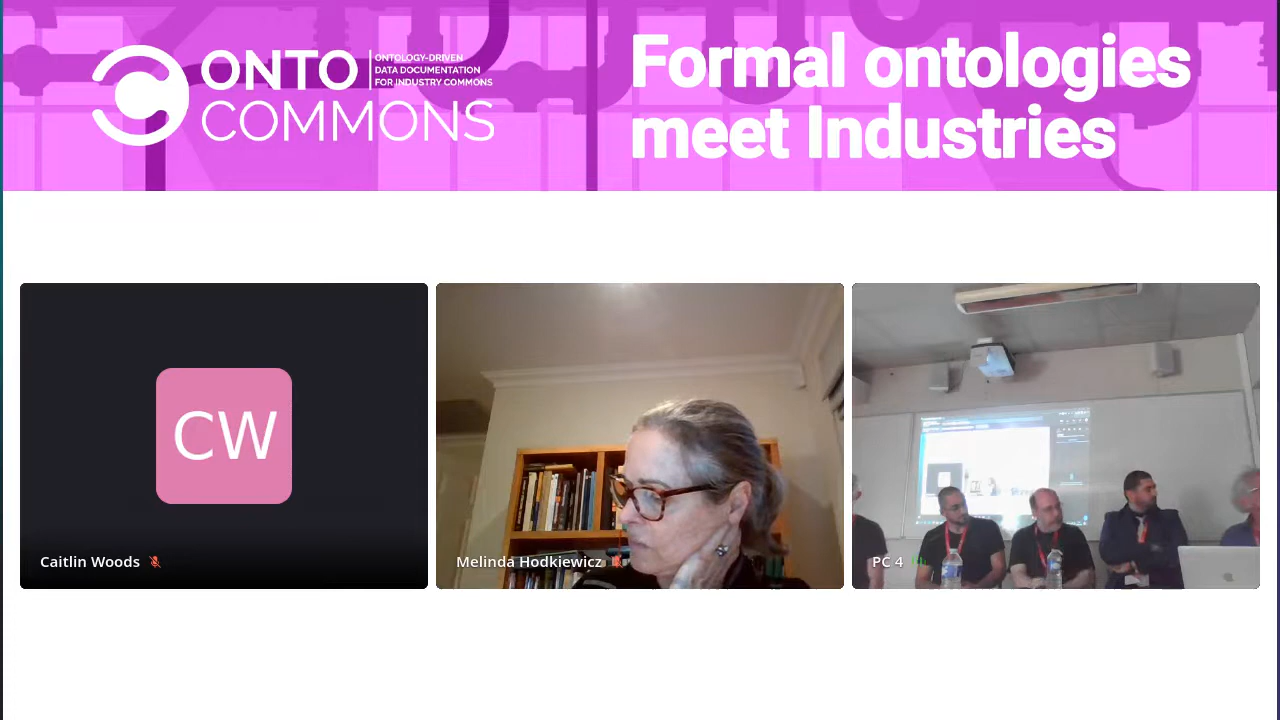 ONTO
COMMONS
ONTOLOGY-DRIVEN
DATA DOCUMENTATION
FOR INDUSTRY COMMONS
Formal ontologies
meet Industries
CW
Caitlin Woods
Melinda Hodkiewicz
PC 4